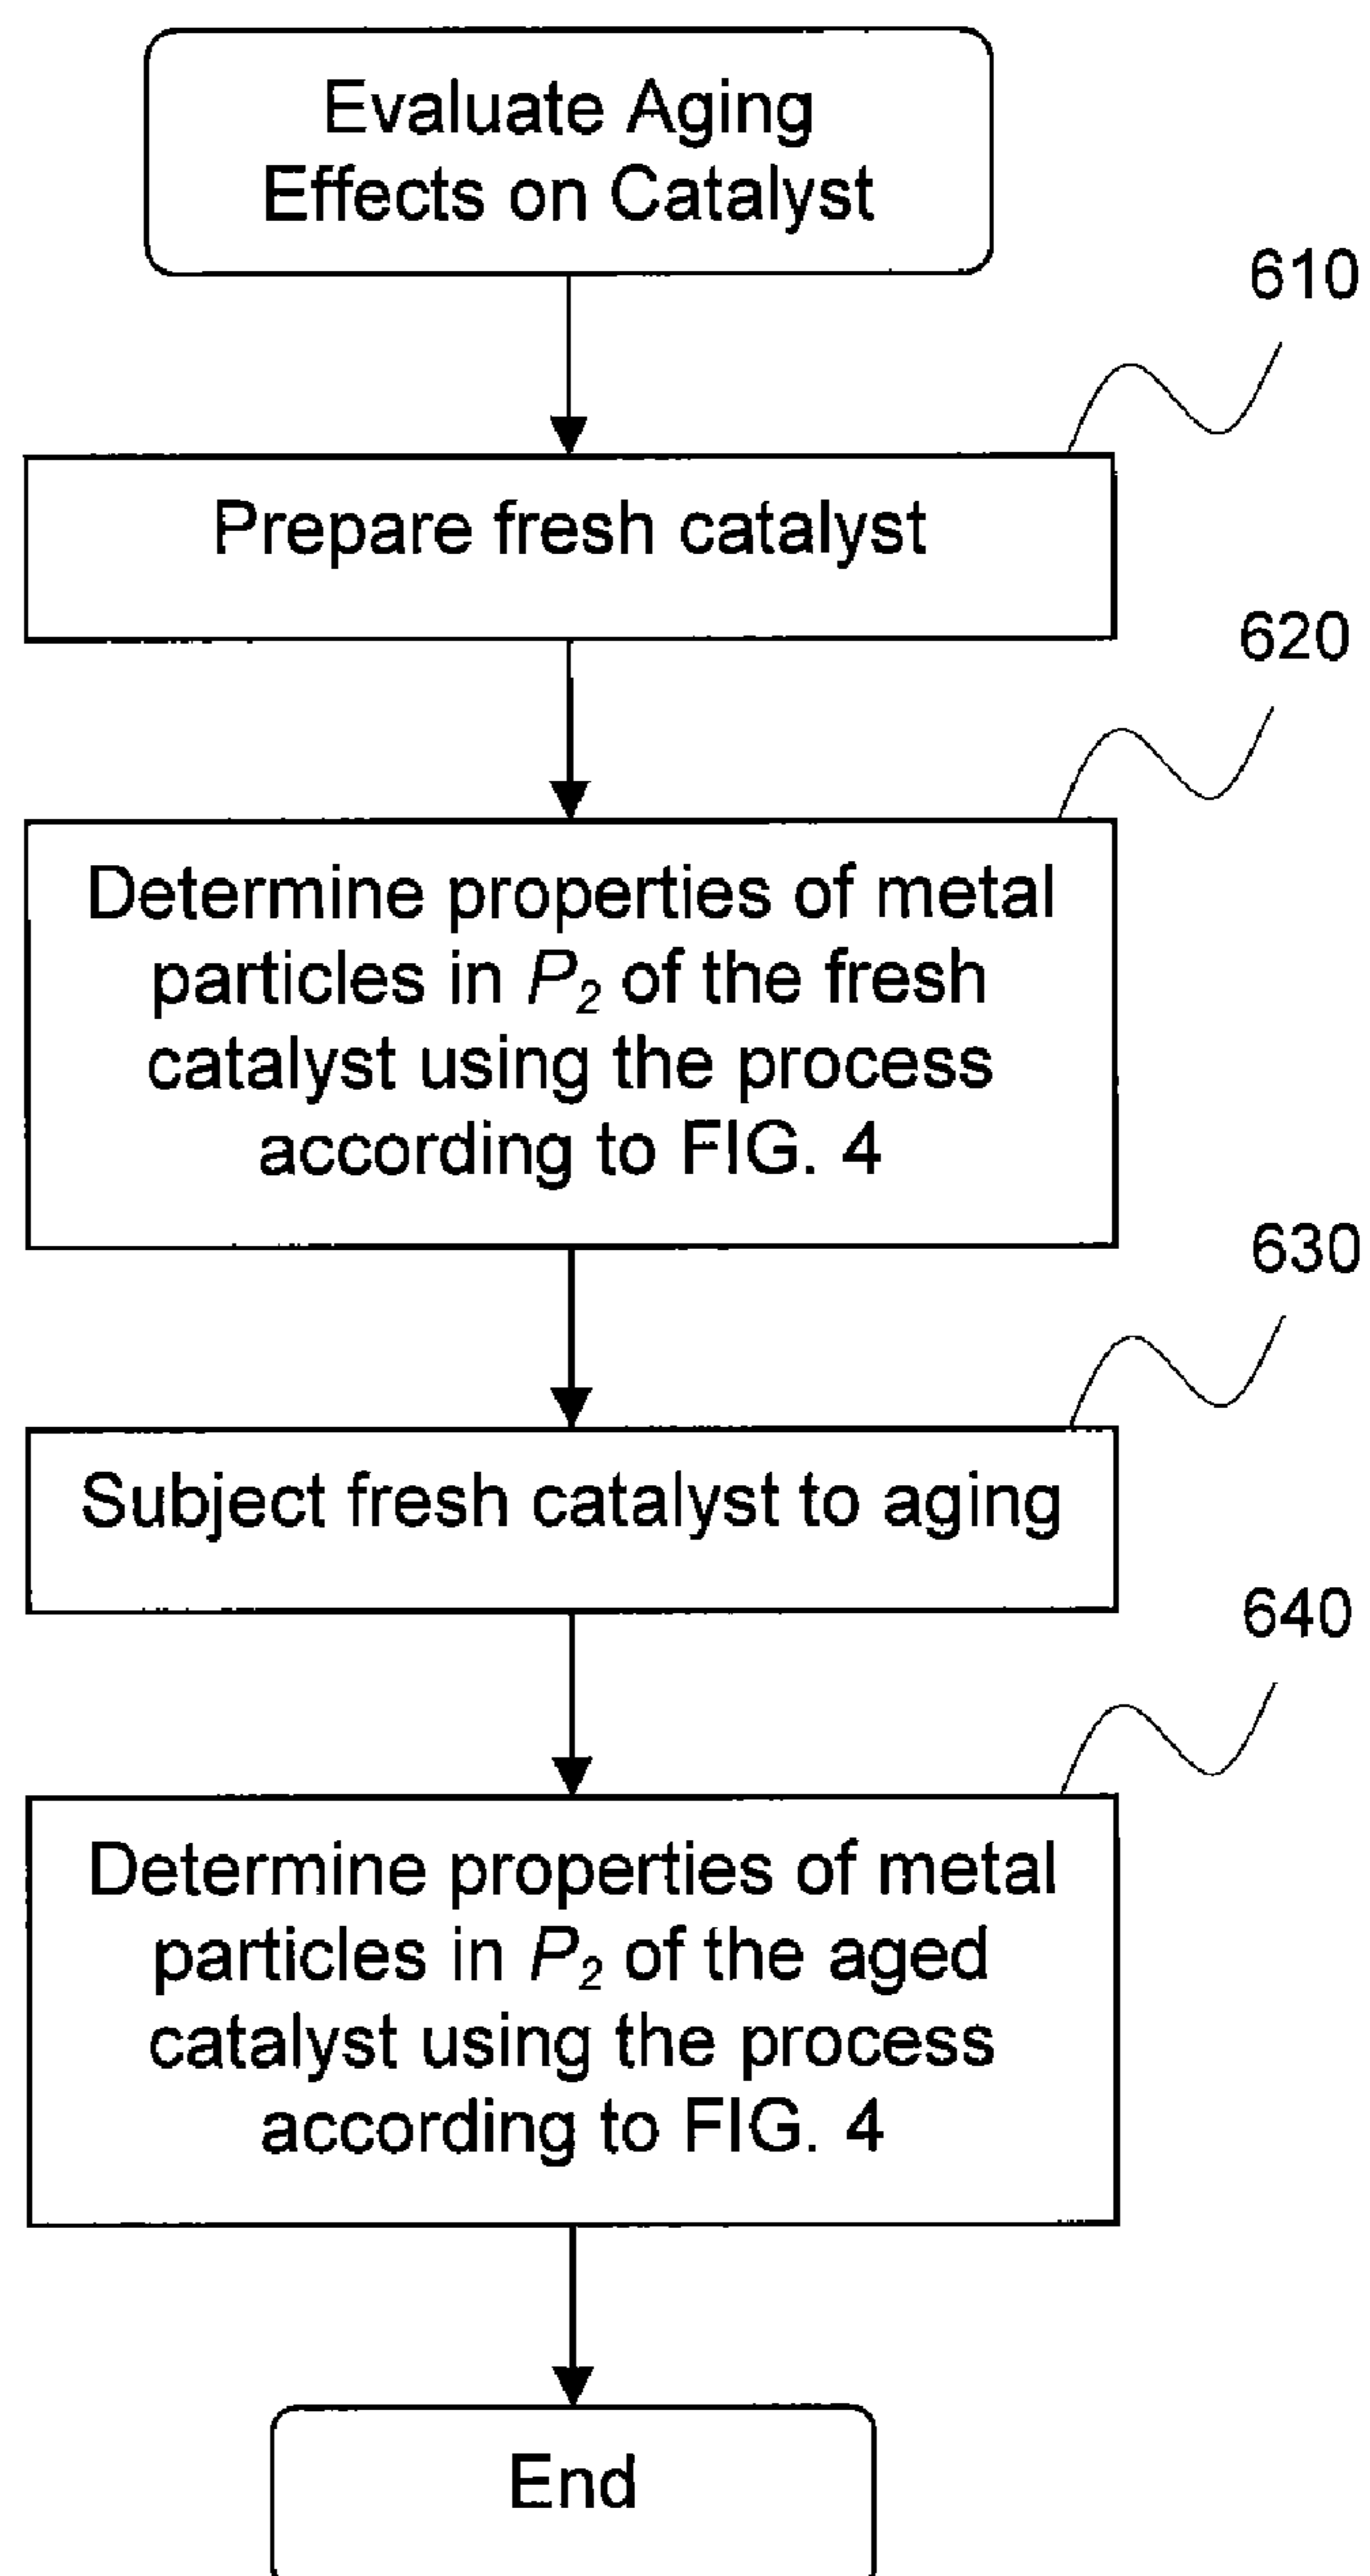 Evaluate Aging
Effects on Catalyst
610
Prepare fresh catalyst
620
Determine properties of metal
particles in P₂ of the fresh
catalyst using the process
according to FIG. 4
630
Subject fresh catalyst to aging
640
Determine properties of metal
particles in P₂ of the aged
catalyst using the process
according to FIG. 4
End